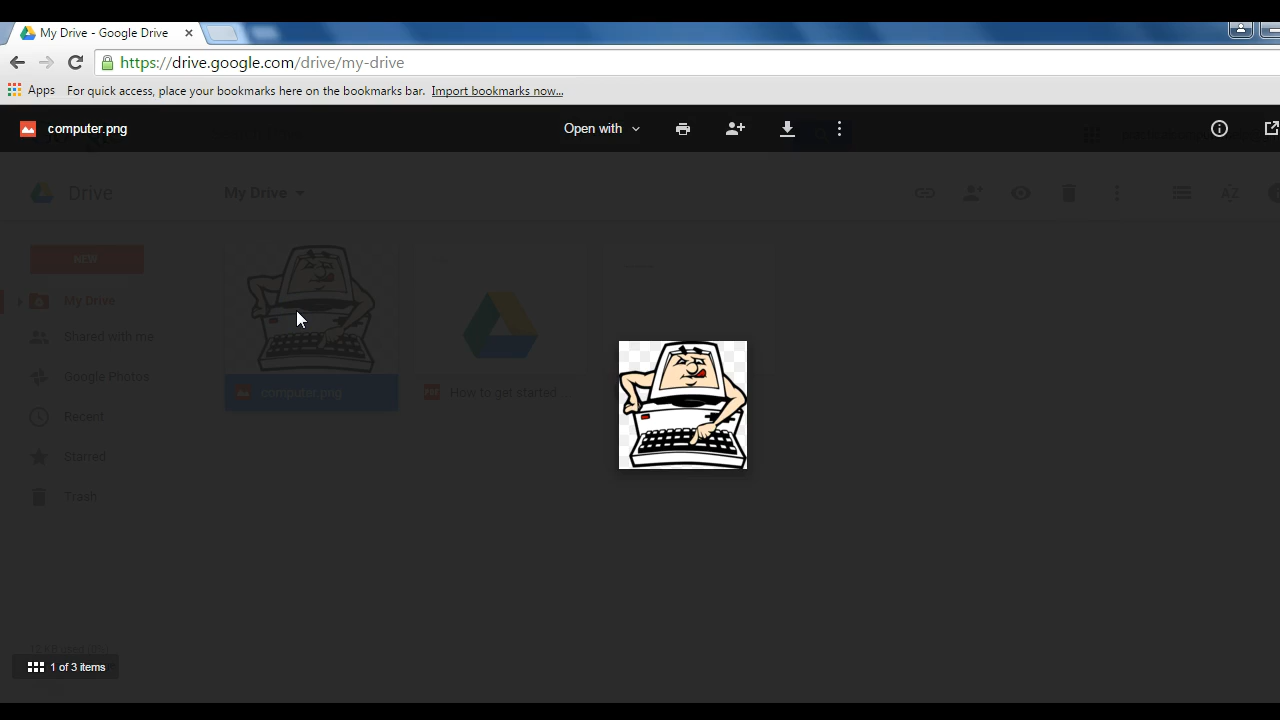 My Drive - Google Drive
https://drive.google.com/drive/my-drive
Apps For quick access, place your bookmarks here on the bookmarks bar. Import bookmarks now...
computer.png Open with
Drive My Drive
NEW
My Drive
Shared with me
Google Photos
Recent
Starred
Trash
computer.png
PDF How to get started
1 of 3 items